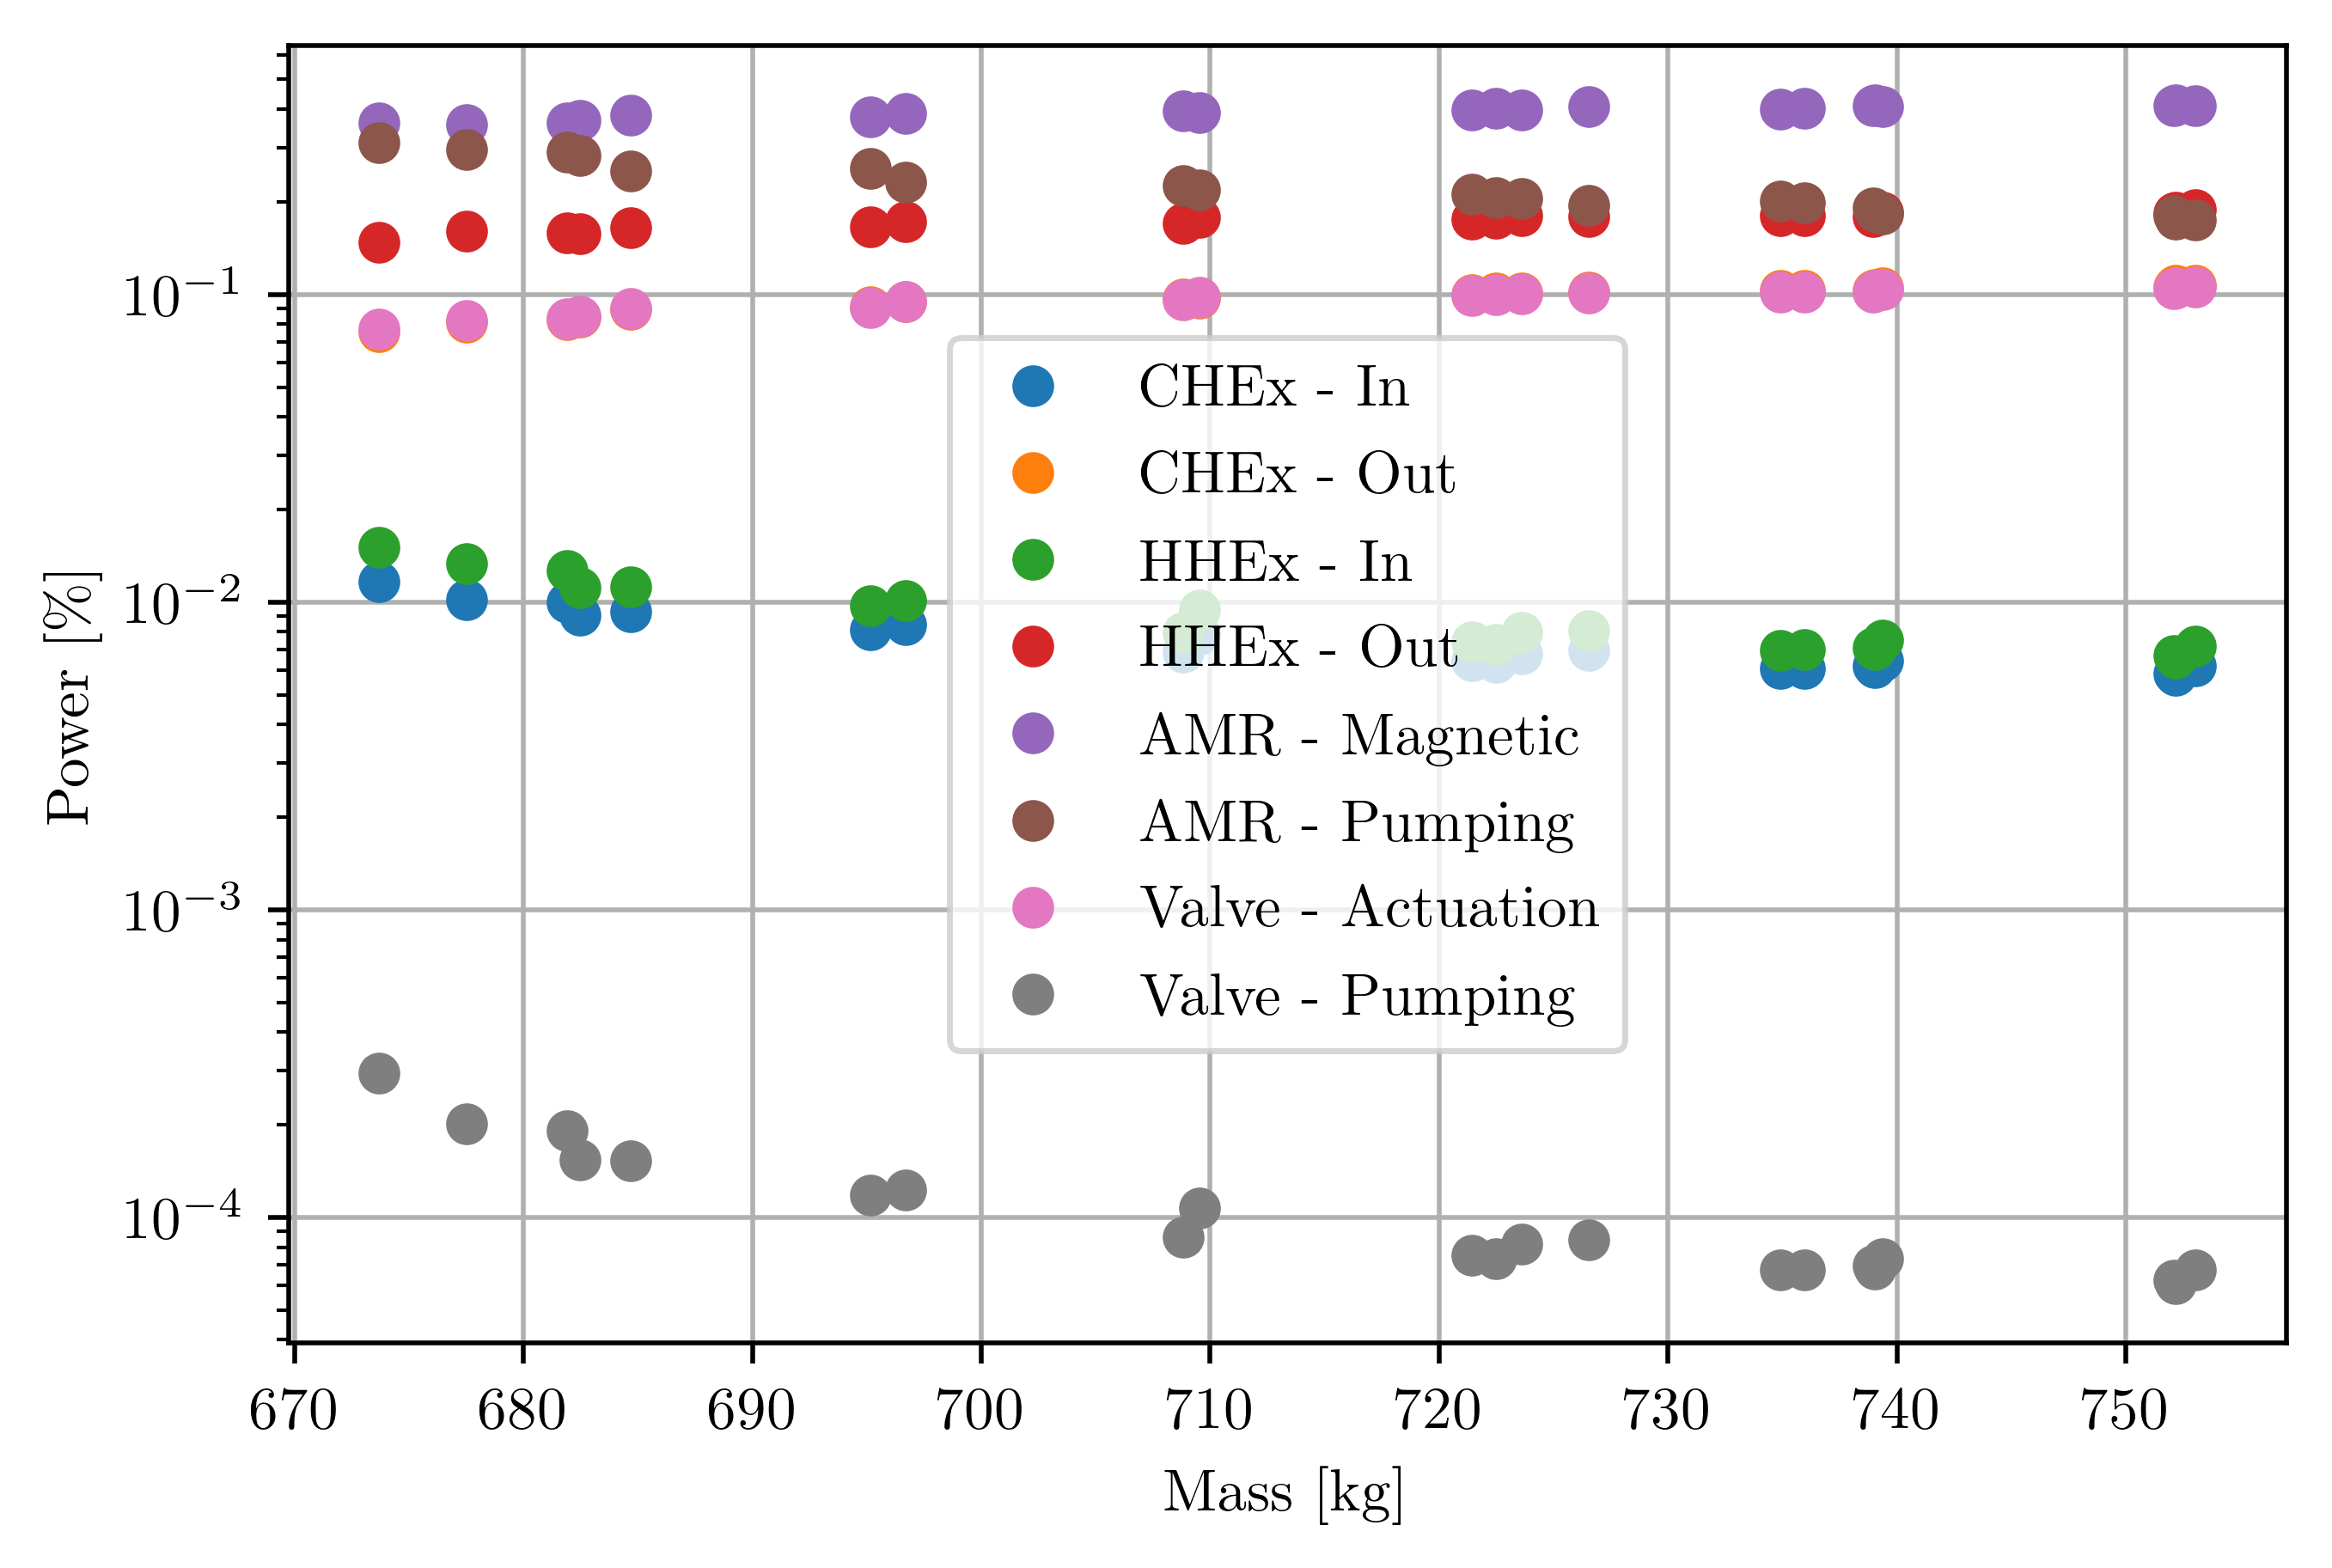 10⁻¹
10⁻²
10⁻³
10⁻⁴
Power [%]
CHEx - In
CHEx - Out
HHEx - In
HHEx - Out
AMR - Magnetic
AMR - Pumping
Valve - Actuation
Valve - Pumping
670 680 690 700 710 720 730 740 750
Mass [kg]